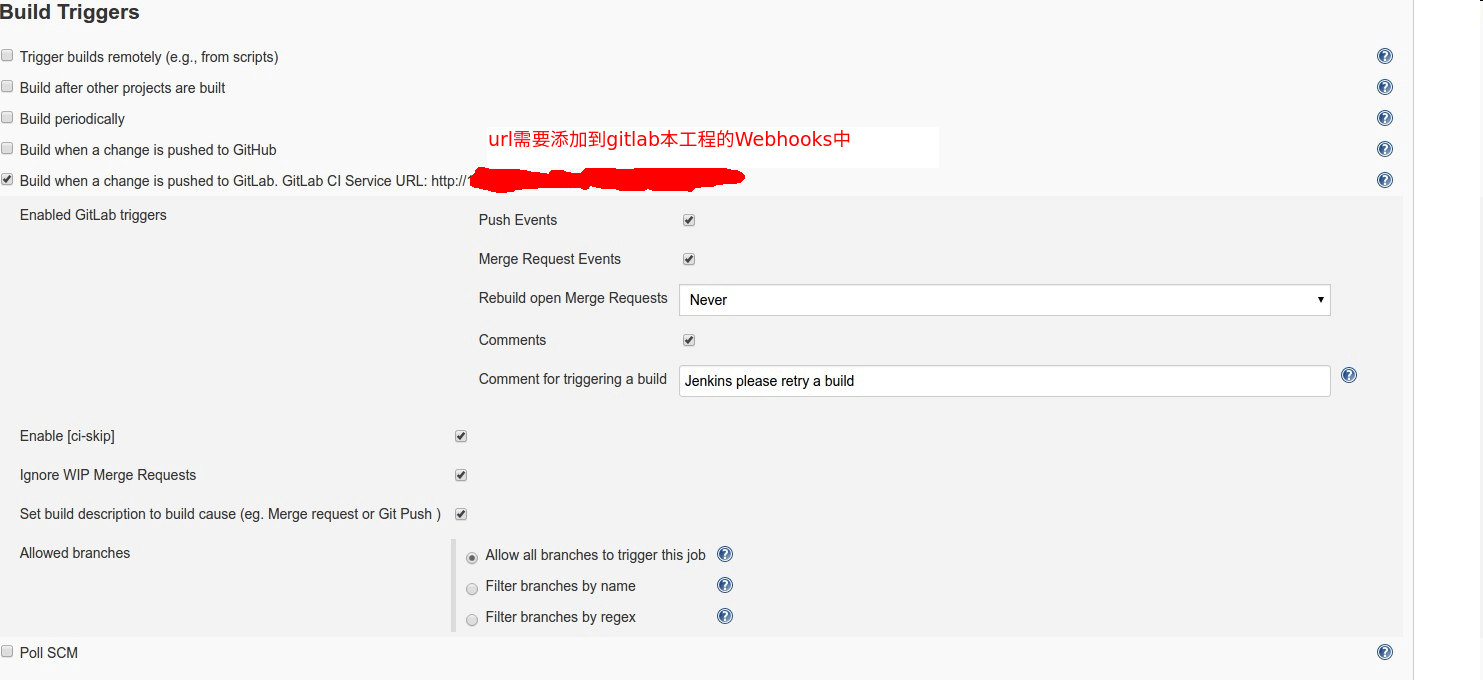 Build Triggers
Trigger builds remotely (e.g., from scripts)
Build after other projects are built
Build periodically
url需要添加到gitlab本工程的Webhooks中
Build when a change is pushed to GitHub
Build when a change is pushed to GitLab. GitLab CI Service URL: http://
Enabled GitLab triggers
Push Events
Merge Request Events
Rebuild open Merge Requests Never
Comments
Comment for triggering a build Jenkins please retry a build
Enable [ci-skip]
Ignore WIP Merge Requests
Set build description to build cause (eg. Merge request or Git Push )
Allowed branches
Allow all branches to trigger this job
Filter branches by name
Filter branches by regex
Poll SCM